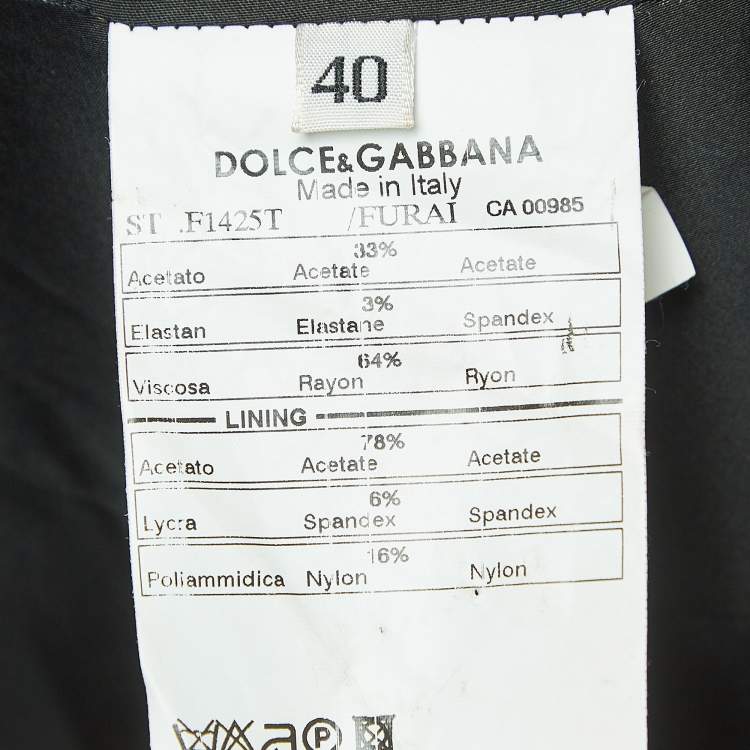 40
DOLCE&GABBANA
Made in Italy
ST .F1425T /FURAI CA 00985
33%
Acetato Acetate Acetate
3%
Elastan Elastane Spandex
64%
Viscosa Rayon Ryon
LINING
78%
Acetato Acetate Acetate
6%
Lycra Spandex Spandex
16%
Poliammidica Nylon Nylon
a P